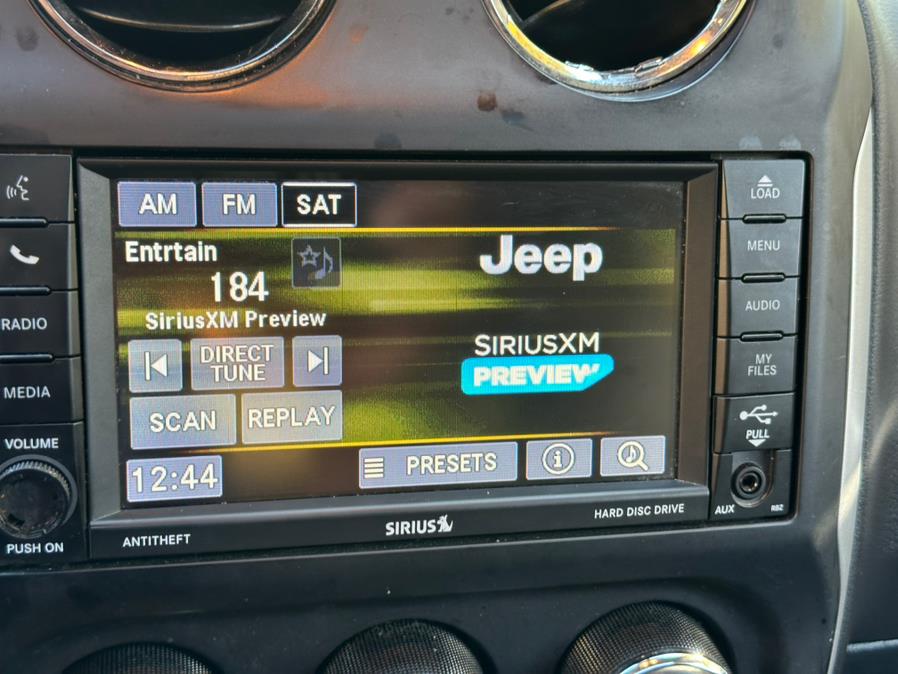 AM FM SAT
LOAD
MENU
AUDIO
MY
FILES
PULL
AUX
RBZ
RADIO
MEDIA
VOLUME
PUSH ON
Entrtain
184
SiriusXM Preview
Jeep
SIRIUSXM
PREVIEW
DIRECT
TUNE
SCAN REPLAY
12:44 PRESETS
ANTITHEFT
SIRIUS
HARD DISC DRIVE